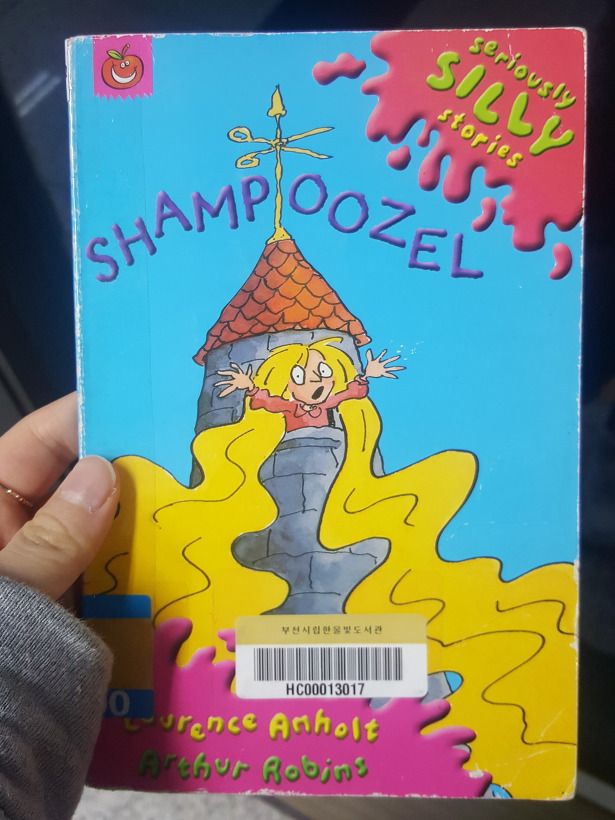 seriously
SILLY
stories
SHAMPOOZEL
부천시립한울빛도서관
HC00013017
Laurence Anholt
Arthur Robins